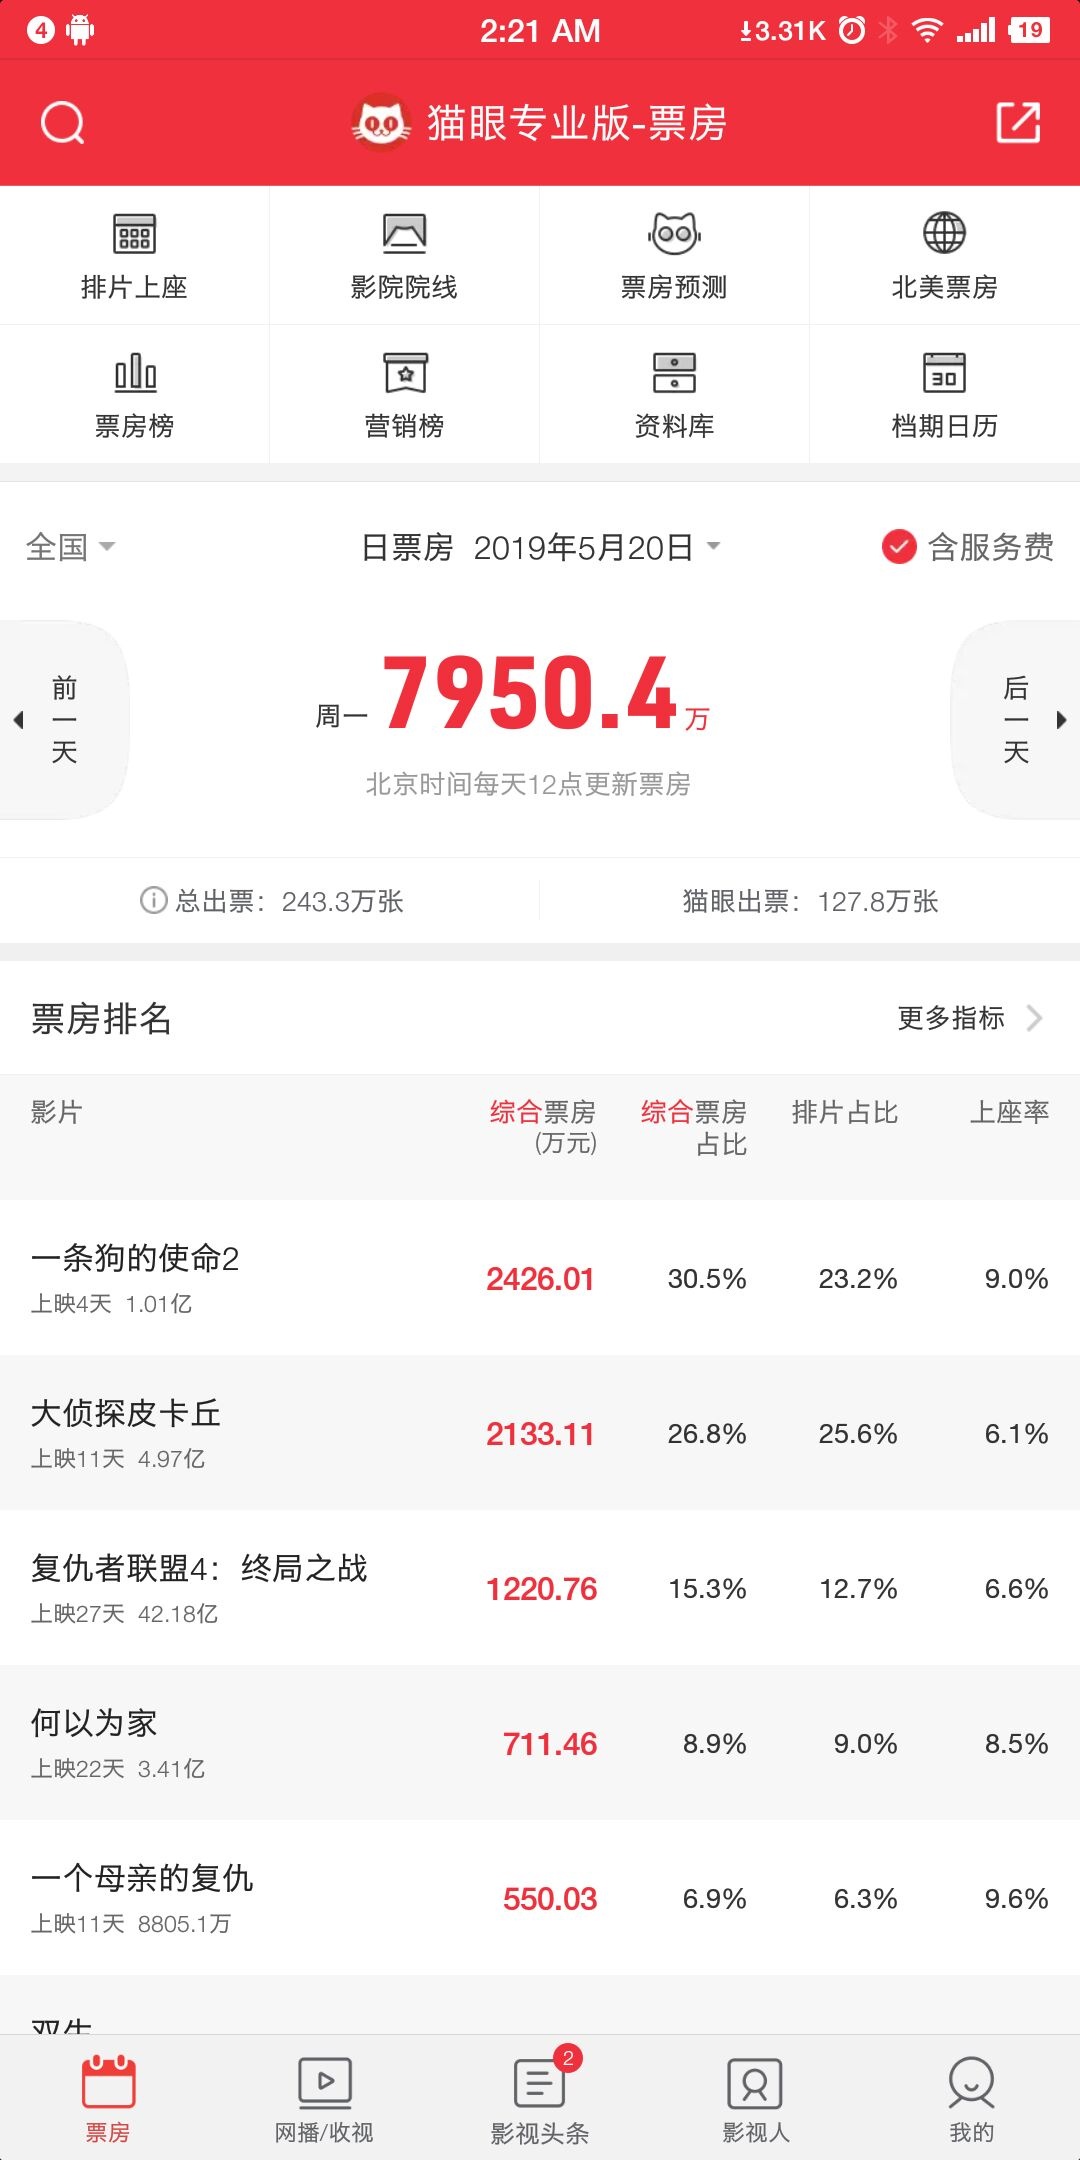 4
2:21 AM
3.31K
19
猫眼专业版-票房
排片上座
影院院线
票房预测
北美票房
30
票房榜
营销榜
资料库
档期日历
全国
日票房 2019年5月20日
含服务费
前一天
周一 7950.4 万
后一天
北京时间每天12点更新票房
总出票：243.3万张
猫眼出票：127.8万张
票房排名
更多指标
影片
综合票房
(万元)
综合票房
占比
排片占比
上座率
一条狗的使命2
上映4天 1.01亿
2426.01
30.5%
23.2%
9.0%
大侦探皮卡丘
上映11天 4.97亿
2133.11
26.8%
25.6%
6.1%
复仇者联盟4：终局之战
上映27天 42.18亿
1220.76
15.3%
12.7%
6.6%
何以为家
上映22天 3.41亿
711.46
8.9%
9.0%
8.5%
一个母亲的复仇
上映11天 8805.1万
550.03
6.9%
6.3%
9.6%
双生
2
票房
网播/收视
影视头条
影视人
我的